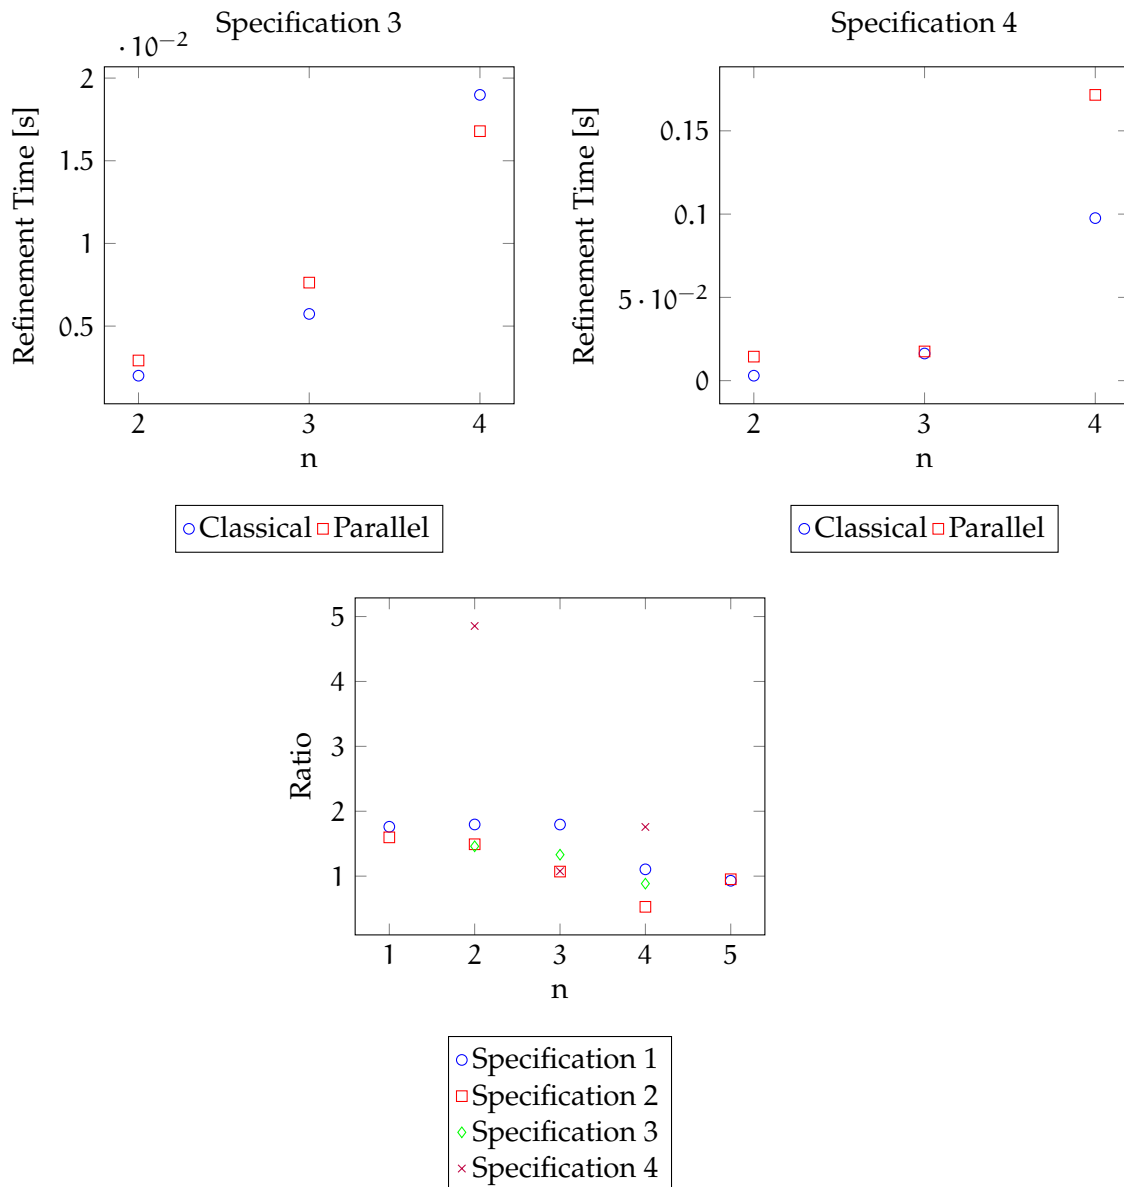 Specification 3
· 10⁻²
2
1.5
1
0.5
Refinement Time [s]
2 3 4
n
Classical Parallel
Specification 4
0.15
0.1
5 · 10⁻²
0
Refinement Time [s]
2 3 4
n
Classical Parallel
5
4
3
2
1
Ratio
1 2 3 4 5
n
Specification 1
Specification 2
Specification 3
Specification 4